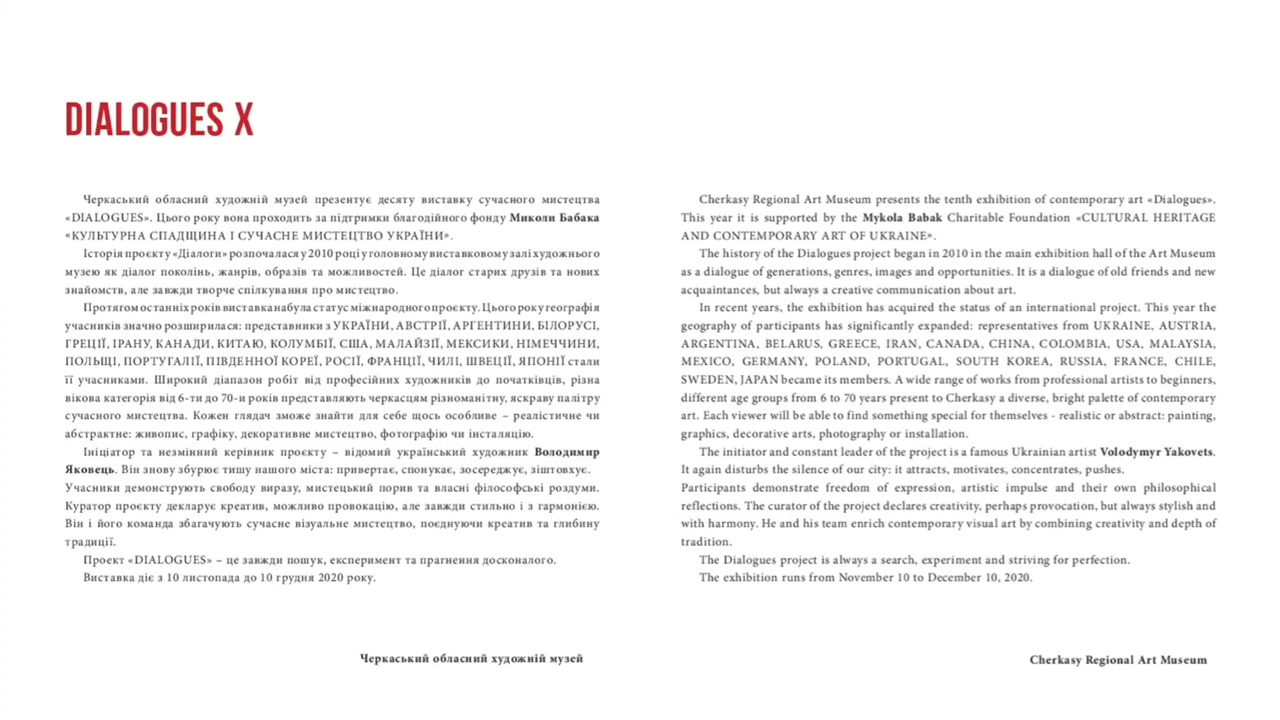 DIALOGUES X
Черкаський обласний художній музей презентує десяту виставку сучасного мистецтва
«DIALOGUES». Цього року вона проходить за підтримки благодійного фонду Миколи Бабака
«КУЛЬТУРНА СПАДЩИНА І СУЧАСНЕ МИСТЕЦТВО УКРАЇНИ».
Історія проєкту «Діалоги» розпочалася у 2010 році у головному виставковому залі художнього
музею як діалог поколінь, жанрів, образів та можливостей. Це діалог старих друзів та нових
знайомств, але завжди творче спілкування про мистецтво.
Протягом останніх років виставка набула статус міжнародного проєкту. Цього року географія
учасників значно розширилася: представники з УКРАЇНИ, АВСТРІЇ, АРГЕНТИНИ, БІЛОРУСІ,
ГРЕЦІЇ, ІРАНУ, КАНАДИ, КИТАЮ, КОЛУМБІЇ, США, МАЛАЙЗІЇ, МЕКСИКИ, НІМЕЧЧИНИ,
ПОЛЬЩІ, ПОРТУГАЛІЇ, ПІВДЕННОЇ КОРЕЇ, РОСІЇ, ФРАНЦІЇ, ЧИЛІ, ШВЕЦІЇ, ЯПОНІЇ стали
її учасниками. Широкий діапазон робіт від професійних художників до початківців, різна
вікова категорія від 6-ти до 70-и років представляють черкасцям різноманітну, яскраву палітру
сучасного мистецтва. Кожен глядач зможе знайти для себе щось особливе – реалістичне чи
абстрактне: живопис, графіку, декоративне мистецтво, фотографію чи інсталяцію.
Ініціатор та незмінний керівник проєкту – відомий український художник Володимир
Яковець. Він знову збурює тишу нашого міста: привертає, спонукає, зосереджує, зіштовхує.
Учасники демонструють свободу виразу, мистецький порив та власні філософські роздуми.
Куратор проєкту декларує креатив, можливо провокацію, але завжди стильно і з гармонією.
Він і його команда збагачують сучасне візуальне мистецтво, поєднуючи креатив та глибину
традиції.
Проект «DIALOGUES» – це завжди пошук, експеримент та прагнення досконалого.
Виставка діє з 10 листопада до 10 грудня 2020 року.
Черкаський обласний художній музей
Cherkasy Regional Art Museum presents the tenth exhibition of contemporary art «Dialogues».
This year it is supported by the Mykola Babak Charitable Foundation «CULTURAL HERITAGE
AND CONTEMPORARY ART OF UKRAINE».
The history of the Dialogues project began in 2010 in the main exhibition hall of the Art Museum
as a dialogue of generations, genres, images and opportunities. It is a dialogue of old friends and new
acquaintances, but always a creative communication about art.
In recent years, the exhibition has acquired the status of an international project. This year the
geography of participants has significantly expanded: representatives from UKRAINE, AUSTRIA,
ARGENTINA, BELARUS, GREECE, IRAN, CANADA, CHINA, COLOMBIA, USA, MALAYSIA,
MEXICO, GERMANY, POLAND, PORTUGAL, SOUTH KOREA, RUSSIA, FRANCE, CHILE,
SWEDEN, JAPAN became its members. A wide range of works from professional artists to beginners,
different age groups from 6 to 70 years present to Cherkasy a diverse, bright palette of contemporary
art. Each viewer will be able to find something special for themselves - realistic or abstract: painting,
graphics, decorative arts, photography or installation.
The initiator and constant leader of the project is a famous Ukrainian artist Volodymyr Yakovets.
It again disturbs the silence of our city: it attracts, motivates, concentrates, pushes.
Participants demonstrate freedom of expression, artistic impulse and their own philosophical
reflections. The curator of the project declares creativity, perhaps provocation, but always stylish and
with harmony. He and his team enrich contemporary visual art by combining creativity and depth of
tradition.
The Dialogues project is always a search, experiment and striving for perfection.
The exhibition runs from November 10 to December 10, 2020.
Cherkasy Regional Art Museum